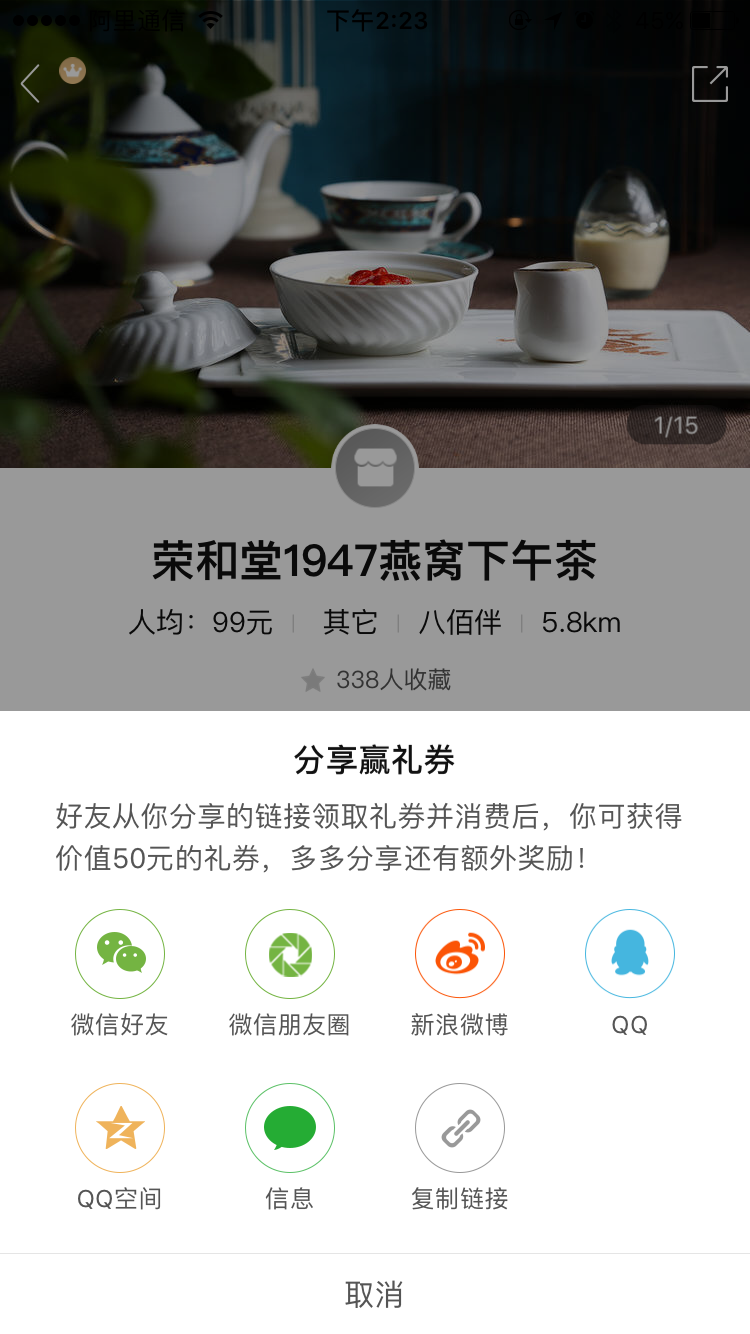 阿里通信 下午2:23
1/15
荣和堂1947燕窝下午茶
人均：99元 其它 八佰伴 5.8km
338人收藏
分享赢礼券
好友从你分享的链接领取礼券并消费后，你可获得
价值50元的礼券，多多分享还有额外奖励！
微信好友 微信朋友圈 新浪微博 QQ
QQ空间 信息 复制链接
取消